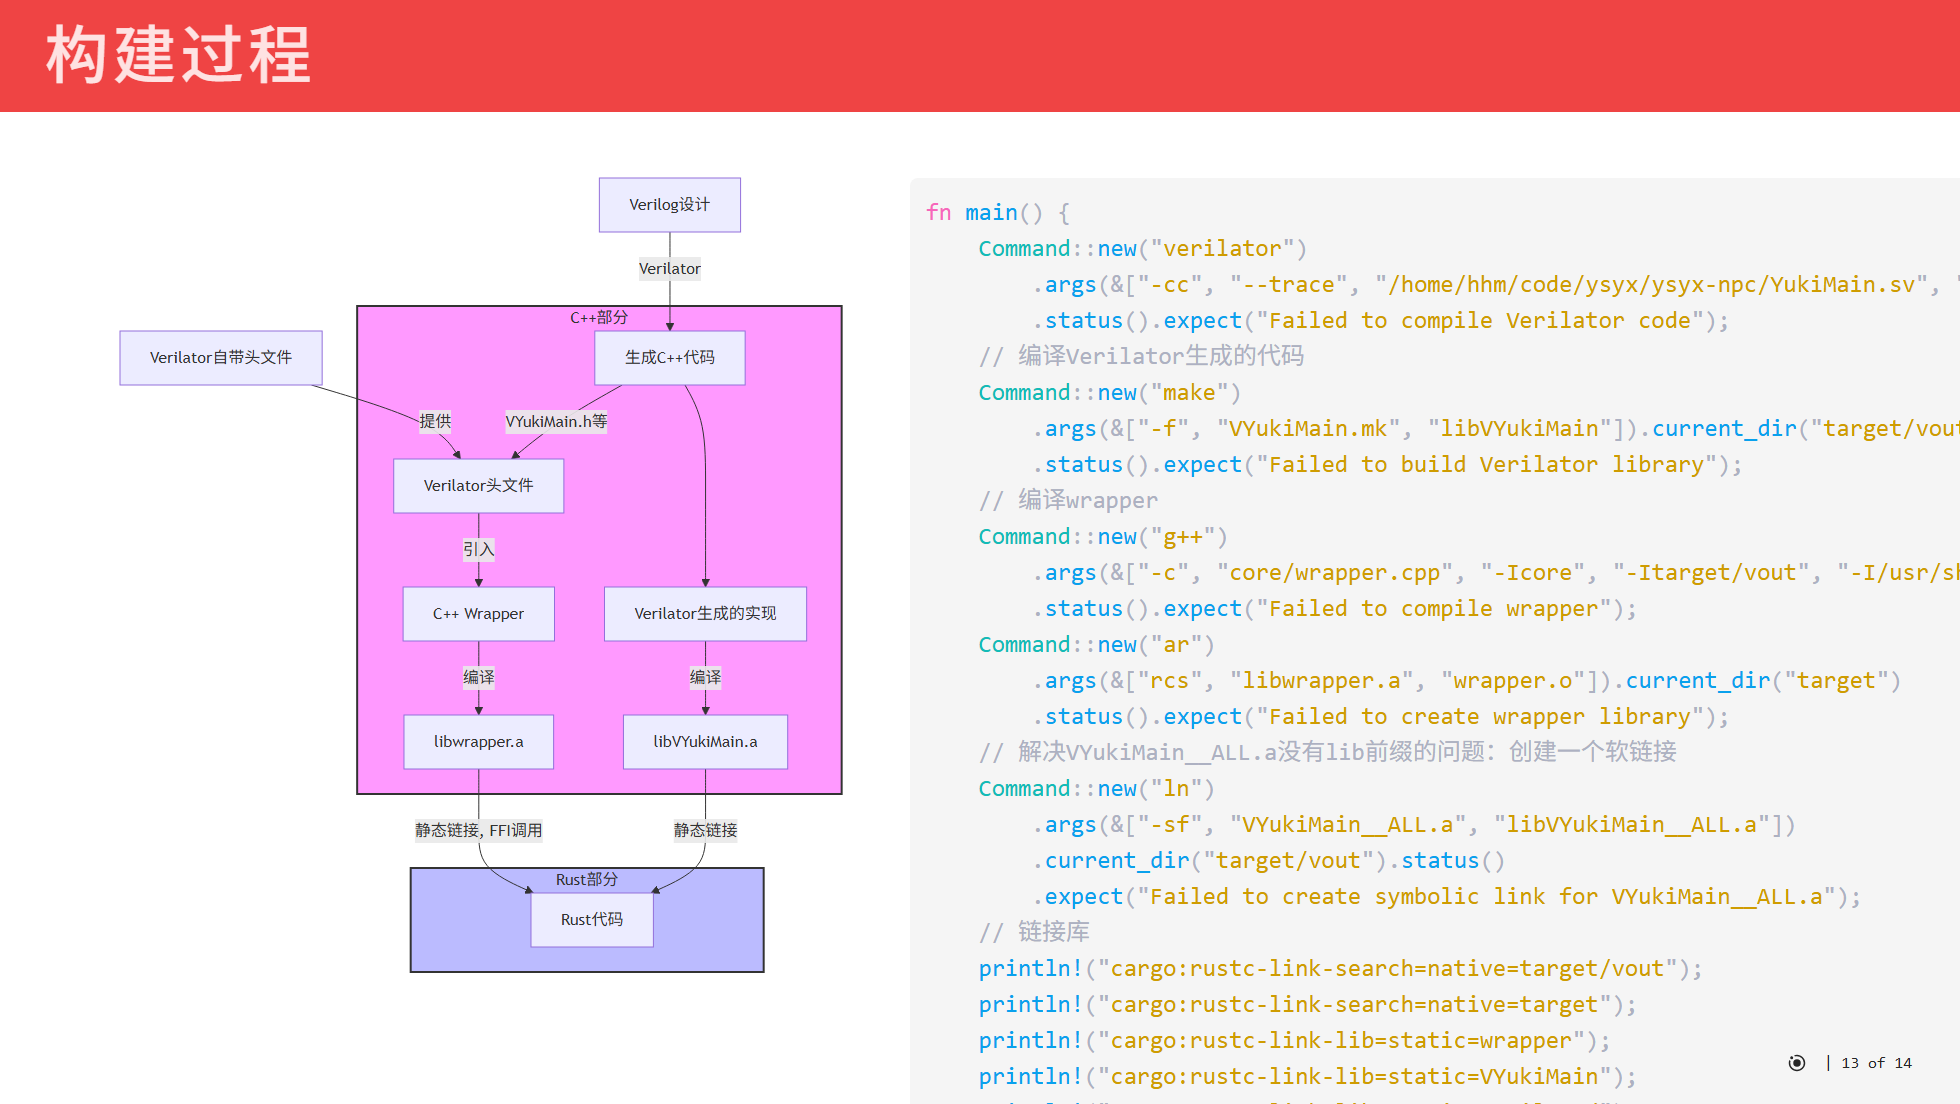 构建过程
Verilog设计
Verilator
C++部分
Verilator自带头文件
生成C++代码
提供
VYukiMain.h等
Verilator头文件
引入
C++ Wrapper
Verilator生成的实现
编译
编译
libwrapper.a
libVYukiMain.a
静态链接, FFI调用
静态链接
Rust部分
Rust代码
fn main() {
Command::new("verilator")
.args(&["-cc", "--trace", "/home/hhm/code/ysyx/ysyx-npc/YukiMain.sv", "
.status().expect("Failed to compile Verilator code");
// 编译Verilator生成的代码
Command::new("make")
.args(&["-f", "VYukiMain.mk", "libVYukiMain"]).current_dir("target/vout
.status().expect("Failed to build Verilator library");
// 编译wrapper
Command::new("g++")
.args(&["-c", "core/wrapper.cpp", "-Icore", "-Itarget/vout", "-I/usr/sh
.status().expect("Failed to compile wrapper");
Command::new("ar")
.args(&["rcs", "libwrapper.a", "wrapper.o"]).current_dir("target")
.status().expect("Failed to create wrapper library");
// 解决VYukiMain__ALL.a没有lib前缀的问题：创建一个软链接
Command::new("ln")
.args(&["-sf", "VYukiMain__ALL.a", "libVYukiMain__ALL.a"])
.current_dir("target/vout").status()
.expect("Failed to create symbolic link for VYukiMain__ALL.a");
// 链接库
println!("cargo:rustc-link-search=native=target/vout");
println!("cargo:rustc-link-search=native=target");
println!("cargo:rustc-link-lib=static=wrapper");
println!("cargo:rustc-link-lib=static=VYukiMain");
| 13 of 14